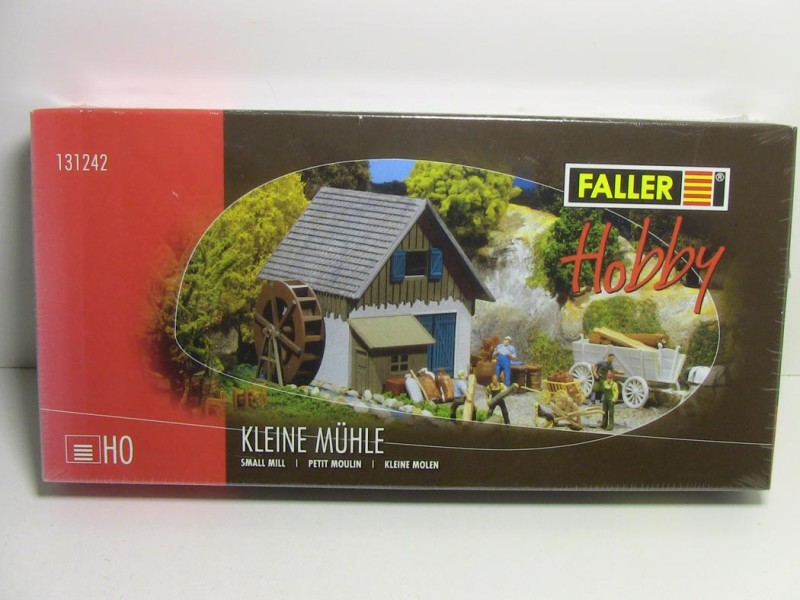 131242
FALLER ®
Hobby
HO
KLEINE MÜHLE
SMALL MILL | PETIT MOULIN | KLEINE MOLEN